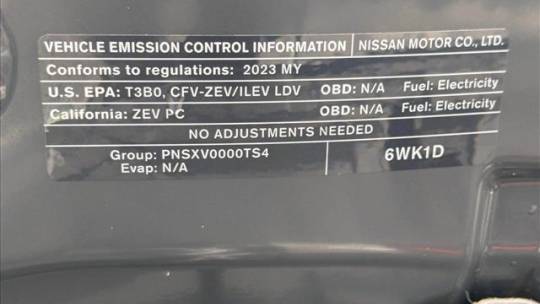 VEHICLE EMISSION CONTROL INFORMATION NISSAN MOTOR CO., LTD.
Conforms to regulations: 2023 MY
U.S. EPA: T3B0, CFV-ZEV/ILEV LDV OBD: N/A Fuel: Electricity
California: ZEV PC OBD: N/A Fuel: Electricity
NO ADJUSTMENTS NEEDED
Group: PNSXV0000TS4
Evap: N/A
6WK1D